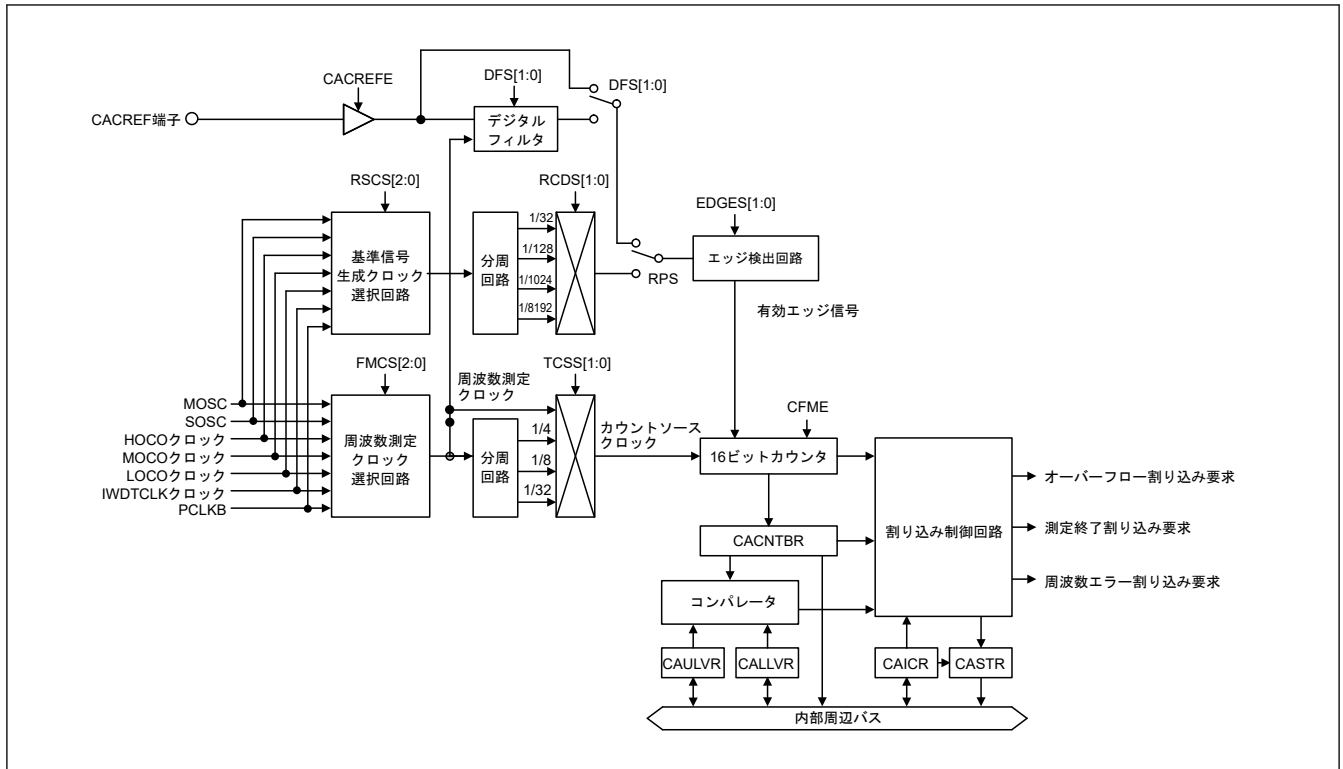 CACREFE
DFS[1:0]
DFS[1:0]
CACREF端子
デジタル
フィルタ
RSCS[2:0]
RCDS[1:0]
EDGES[1:0]
基準信号
生成クロック
選択回路
分周
回路
1/32
1/128
1/1024
1/8192
RPS
エッジ検出回路
有効エッジ信号
FMCS[2:0]
周波数測定
クロック
TCSS[1:0]
CFME
MOSC
SOSC
HOCOクロック
MOCOクロック
LOCOクロック
IWDTCLKクロック
PCLKB
周波数測定
クロック
選択回路
分周
回路
1/4
1/8
1/32
カウントソース
クロック
16ビットカウンタ
CACNTBR
コンパレータ
CAULVR
CALLVR
割り込み制御回路
オーバーフロー割り込み要求
測定終了割り込み要求
周波数エラー割り込み要求
CAICR
CASTR
内部周辺バス